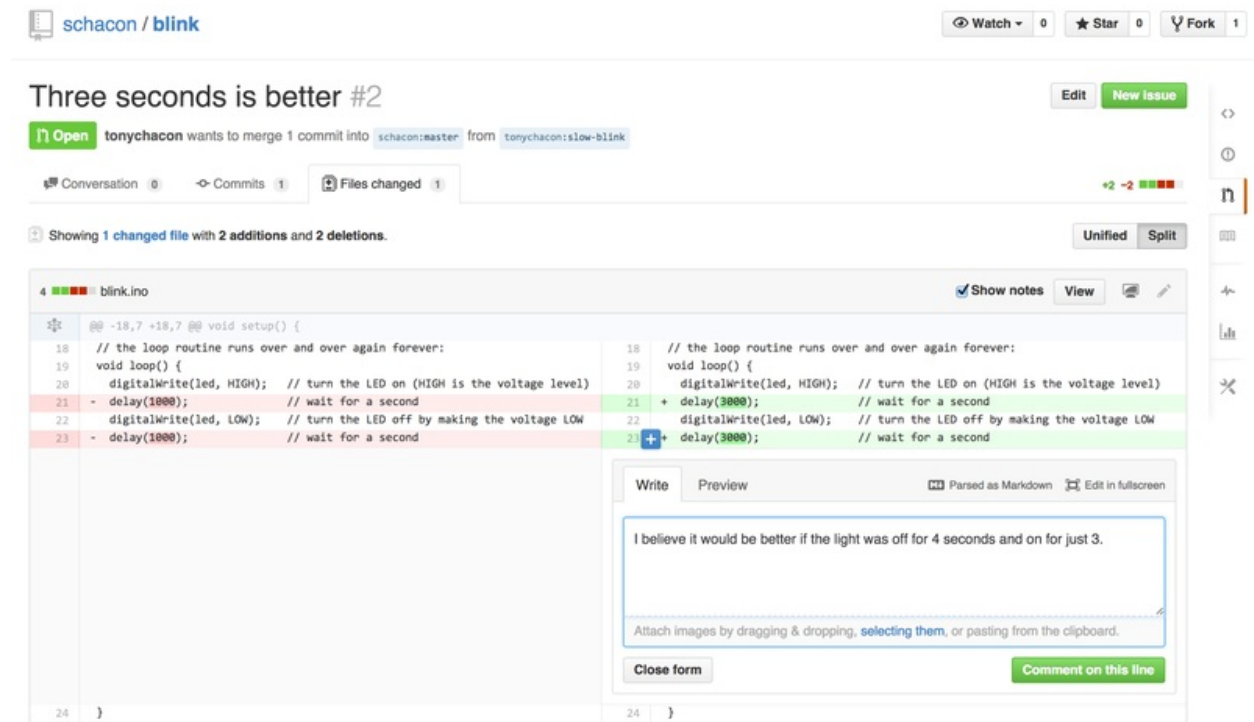 schacon / blink
Watch 0 Star 0 Fork 1
Three seconds is better #2
Edit New issue
Open tonychacon wants to merge 1 commit into schacon:master from tonychacon:slow-blink
Conversation 0 Commits 1 Files changed 1 +2 −2
Showing 1 changed file with 2 additions and 2 deletions.
Unified Split
4 blink.ino
Show notes View
@@ -18,7 +18,7 @@ void setup() {
18 // the loop routine runs over and over again forever:
19 void loop() {
20 digitalWrite(led, HIGH); // turn the LED on (HIGH is the voltage level)
21 - delay(1000); // wait for a second
22 digitalWrite(led, LOW); // turn the LED off by making the voltage LOW
23 - delay(1000); // wait for a second
18 // the loop routine runs over and over again forever:
19 void loop() {
20 digitalWrite(led, HIGH); // turn the LED on (HIGH is the voltage level)
21 + delay(3000); // wait for a second
22 digitalWrite(led, LOW); // turn the LED off by making the voltage LOW
23 + delay(3000); // wait for a second
Write Preview Parsed as Markdown Edit in fullscreen
I believe it would be better if the light was off for 4 seconds and on for just 3.
Attach images by dragging & dropping, selecting them, or pasting from the clipboard.
Close form Comment on this line
24 }
24 }